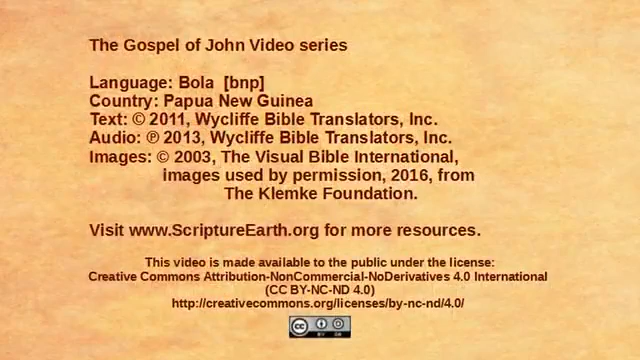 The Gospel of John Video series
Language: Bola [bnp]
Country: Papua New Guinea
Text: © 2011, Wycliffe Bible Translators, Inc.
Audio: ℗ 2013, Wycliffe Bible Translators, Inc.
Images: © 2003, The Visual Bible International,
images used by permission, 2016, from
The Klemke Foundation.
Visit www.ScriptureEarth.org for more resources.
This video is made available to the public under the license:
Creative Commons Attribution-NonCommercial-NoDerivatives 4.0 International
(CC BY-NC-ND 4.0)
http://creativecommons.org/licenses/by-nc-nd/4.0/
cc BY NC ND